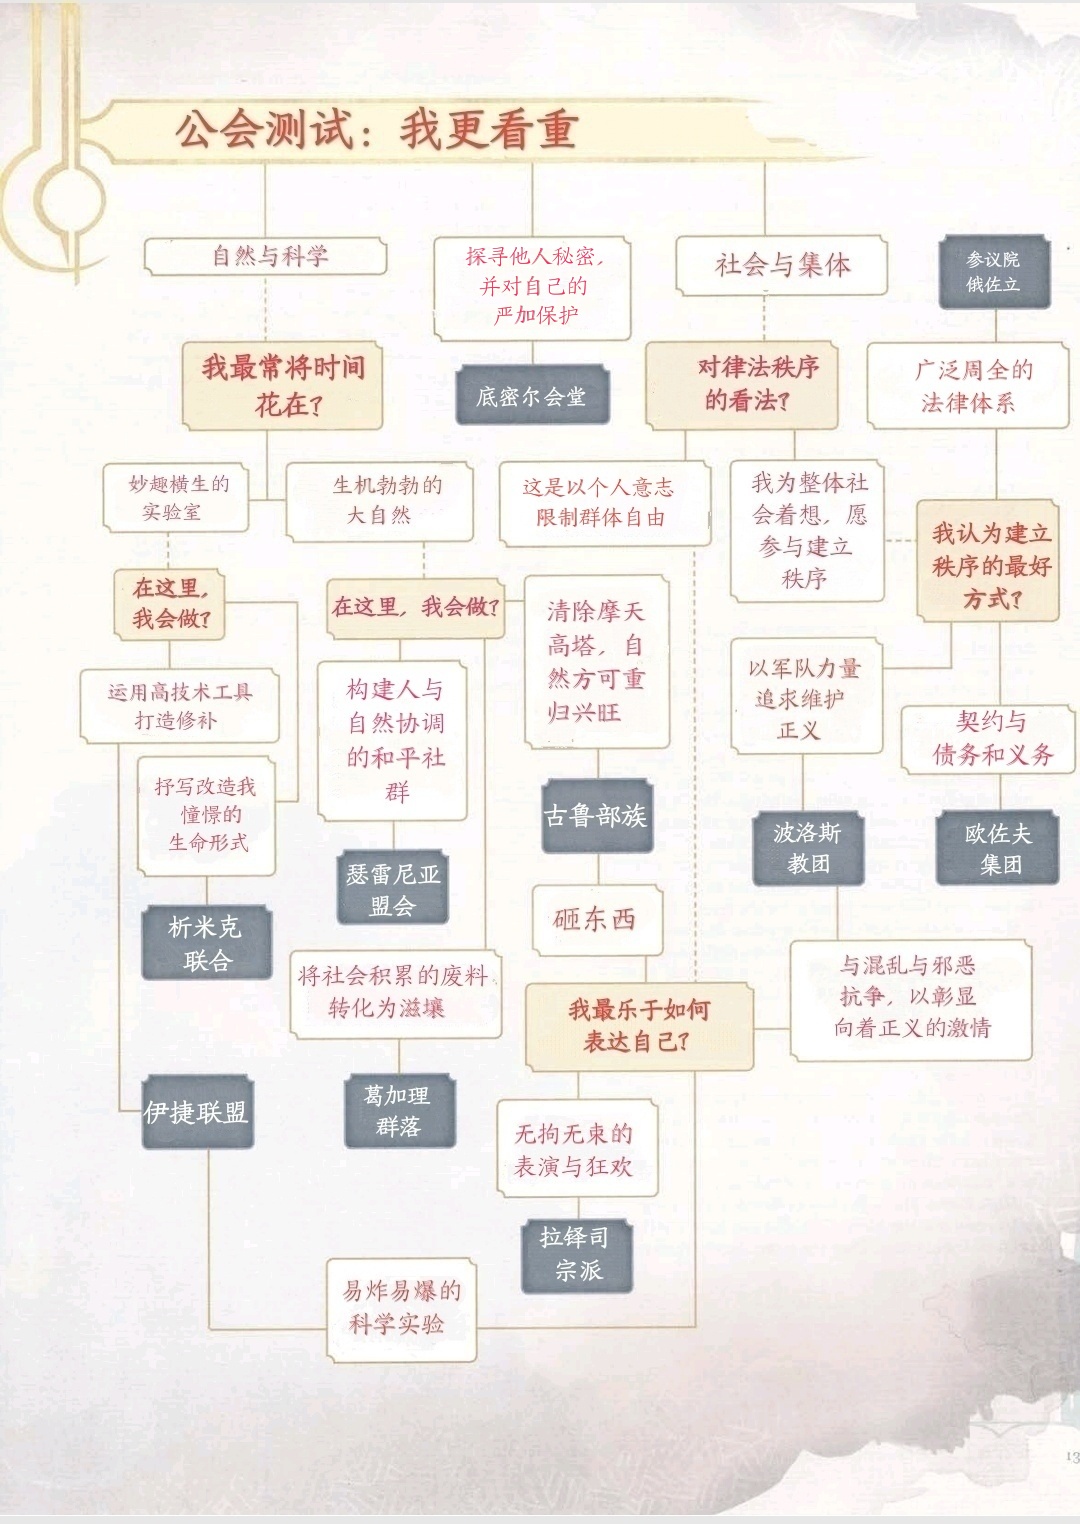 公会测试：我更看重
自然与科学
探寻他人秘密，
并对自己的
严加保护
社会与集体
参议院
俄佐立
我最常将时间
花在？
底密尔会堂
对律法秩序
的看法？
广泛周全的
法律体系
妙趣横生的
实验室
生机勃勃的
大自然
这是以个人意志
限制群体自由
我为整体社
会着想，愿
参与建立
秩序
我认为建立
秩序的最好
方式？
在这里，
我会做？
在这里，我会做？
清除摩天
高塔，自
然方可重
归兴旺
运用高技术工具
打造修补
构建人与
自然协调
的和平社
群
以军队力量
追求维护
正义
契约与
债务和义务
抒写改造我
憧憬的
生命形式
古鲁部族
波洛斯
教团
欧佐夫
集团
瑟雷尼亚
盟会
析米克
联合
砸东西
将社会积累的废料
转化为滋壤
我最乐于如何
表达自己？
与混乱与邪恶
抗争，以彰显
向着正义的激情
伊捷联盟
葛加理
群落
无拘无束的
表演与狂欢
拉铎司
宗派
易炸易爆的
科学实验
13